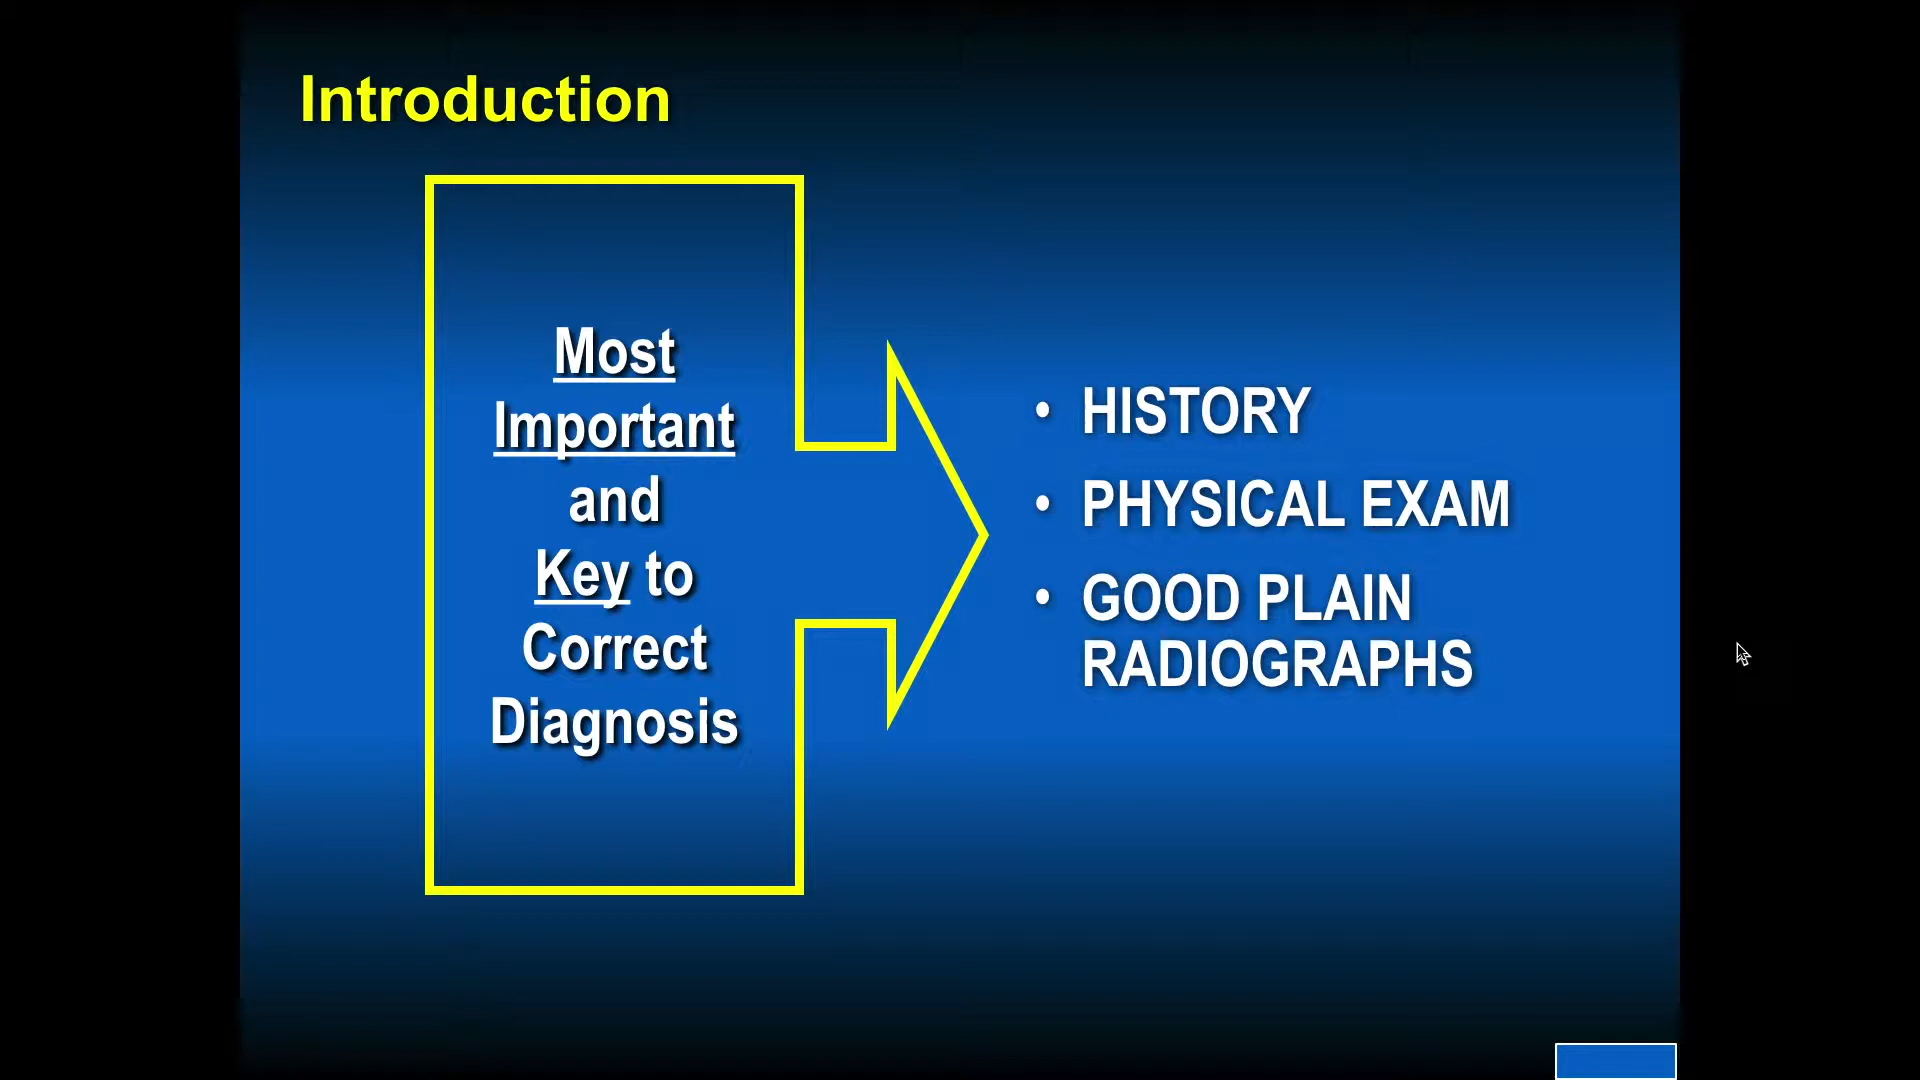 Introduction
Most
Important
and
Key to
Correct
Diagnosis
• HISTORY
• PHYSICAL EXAM
• GOOD PLAIN
RADIOGRAPHS